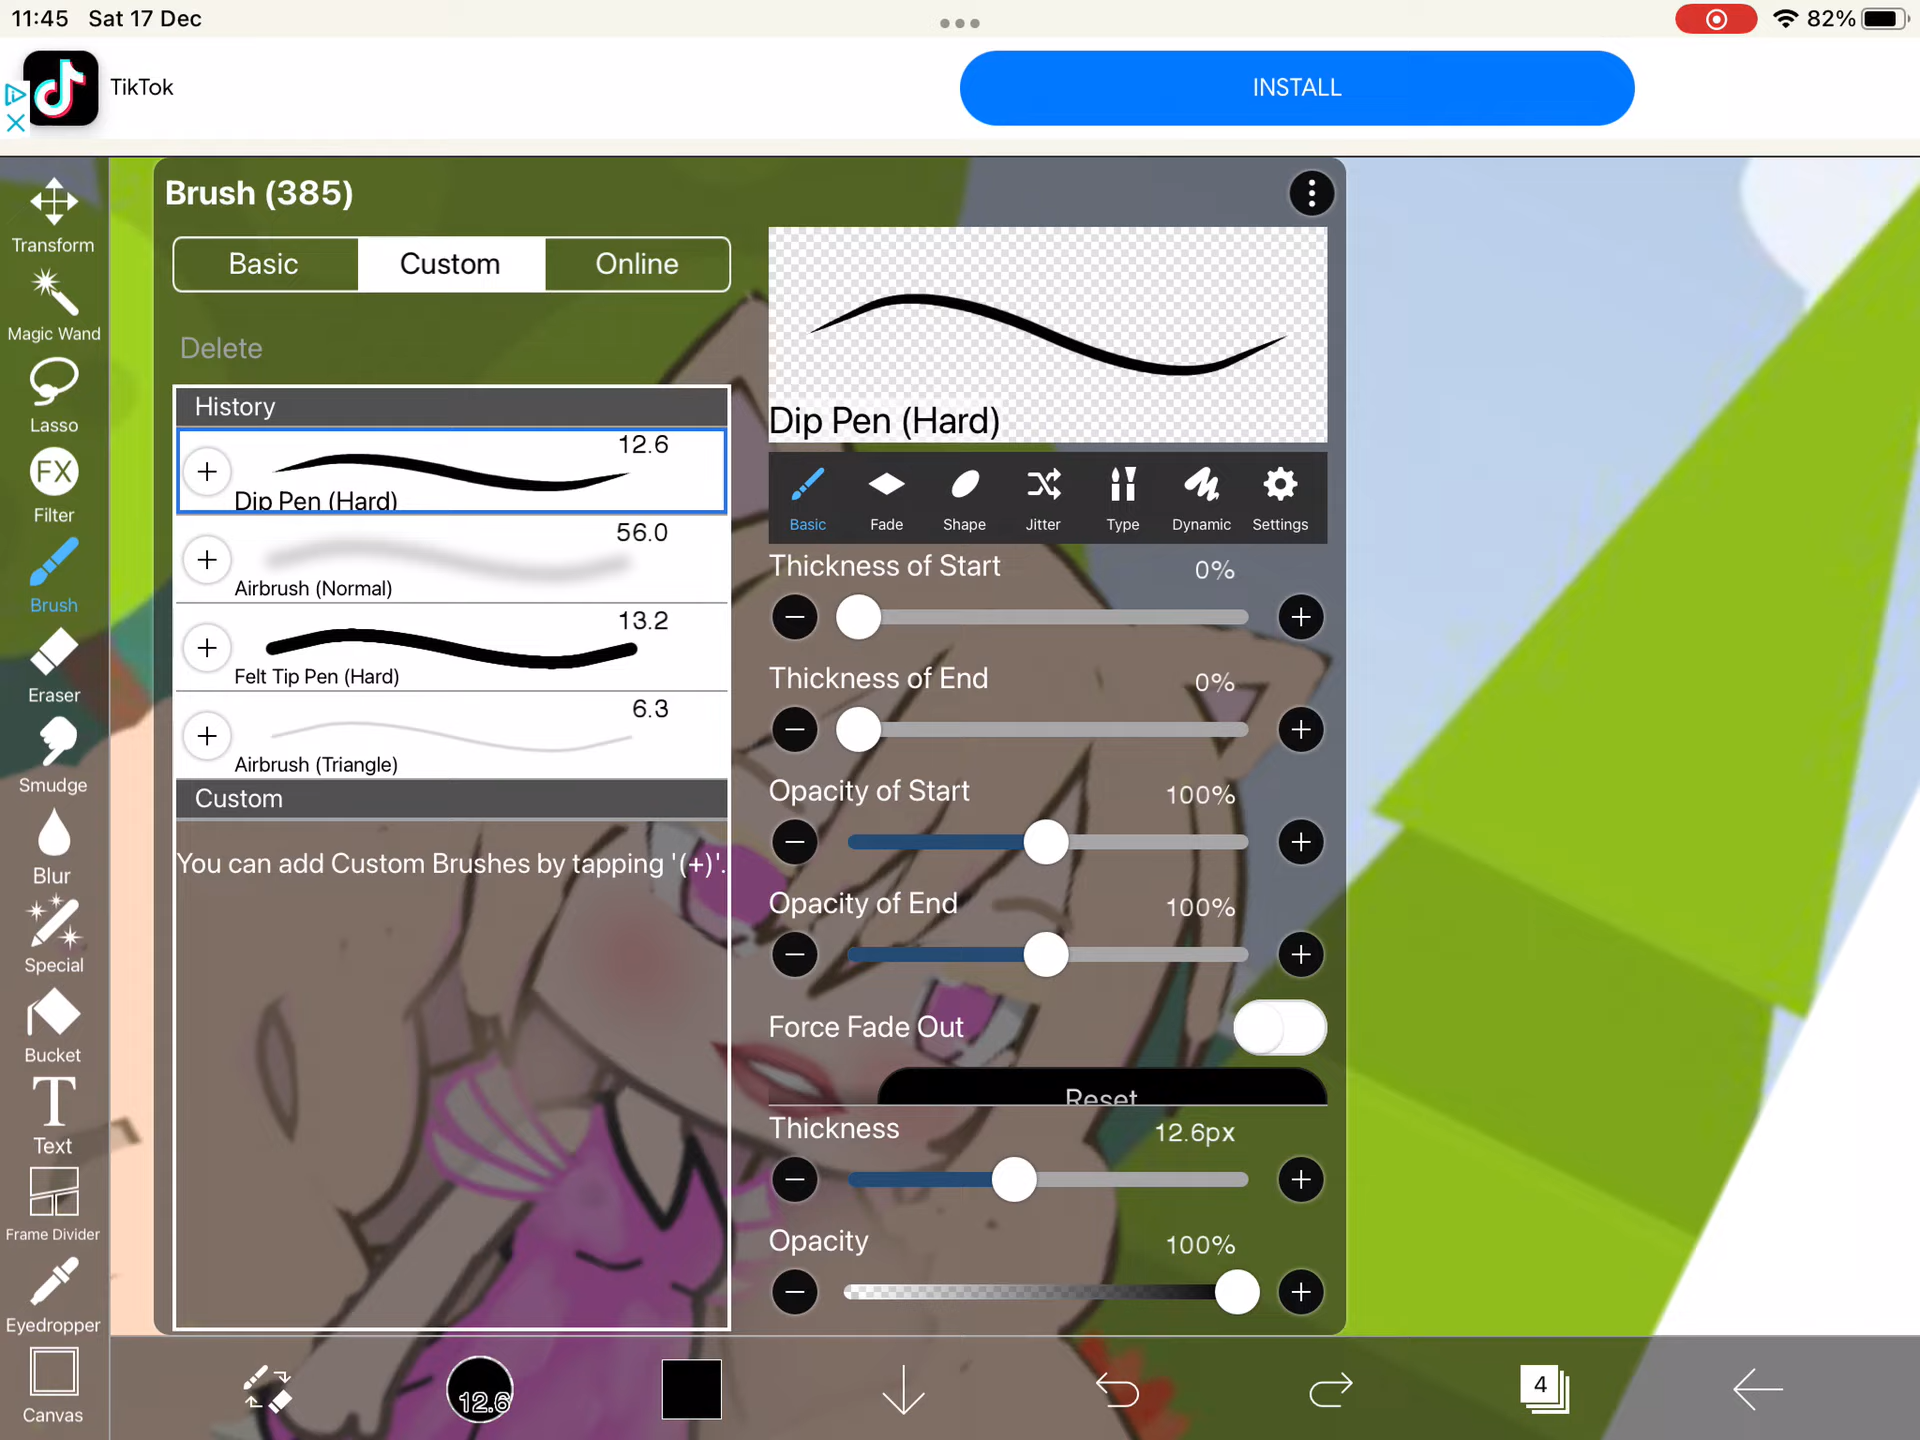 11:45 Sat 17 Dec
82%
TikTok
INSTALL
Transform
Magic Wand
Lasso
FX
Filter
Brush
Eraser
Smudge
Blur
Special
Bucket
T
Text
Frame Divider
Eyedropper
Canvas
Brush (385)
Basic Custom Online
Delete
History
12.6
Dip Pen (Hard)
56.0
Airbrush (Normal)
13.2
Felt Tip Pen (Hard)
6.3
Airbrush (Triangle)
Custom
You can add Custom Brushes by tapping '(+)'.
Dip Pen (Hard)
Basic Fade Shape Jitter Type Dynamic Settings
Thickness of Start 0%
Thickness of End 0%
Opacity of Start 100%
Opacity of End 100%
Force Fade Out
Reset
Thickness 12.6px
Opacity 100%
12.6
4